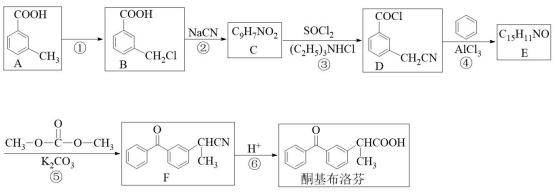 COOH
CH₃
A
①
COOH
CH₂Cl
B
NaCN
②
C₉H₇NO₂
C
SOCl₂
(C₂H₅)₃NHCl
③
COCl
CH₂CN
D
AlCl₃
④
C₁₅H₁₁NO
E
O
CH₃—O—C—O—CH₃
K₂CO₃
⑤
O
CHCN
CH₃
F
H⁺
⑥
O
CHCOOH
CH₃
酮基布洛芬